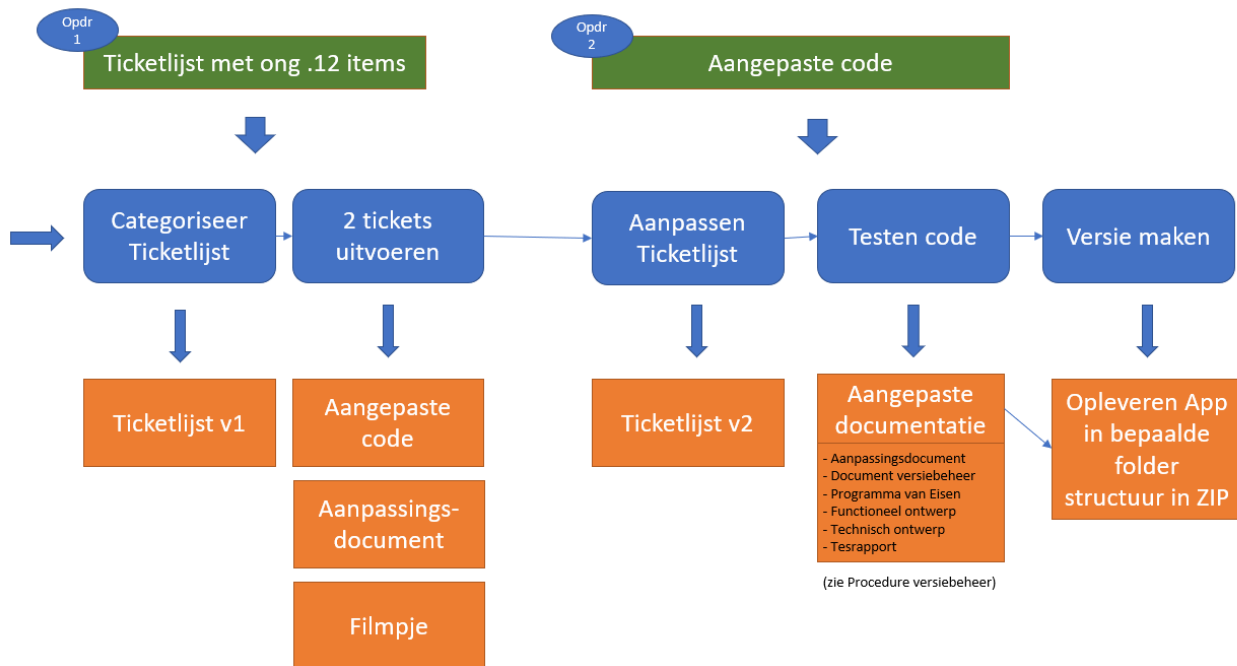 Opdr
1
Ticketlijst met ong .12 items
Opdr
2
Aangepaste code
Categoriseer
Ticketlijst
2 tickets
uitvoeren
Aanpassen
Ticketlijst
Testen code
Versie maken
Ticketlijst v1
Aangepaste
code
Aanpassings-
document
Filmpje
Ticketlijst v2
Aangepaste
documentatie
- Aanpassingsdocument
- Document versiebeheer
- Programma van Eisen
- Functioneel ontwerp
- Technisch ontwerp
- Tesrapport
(zie Procedure versiebeheer)
Opleveren App
in bepaalde
folder
structuur in ZIP